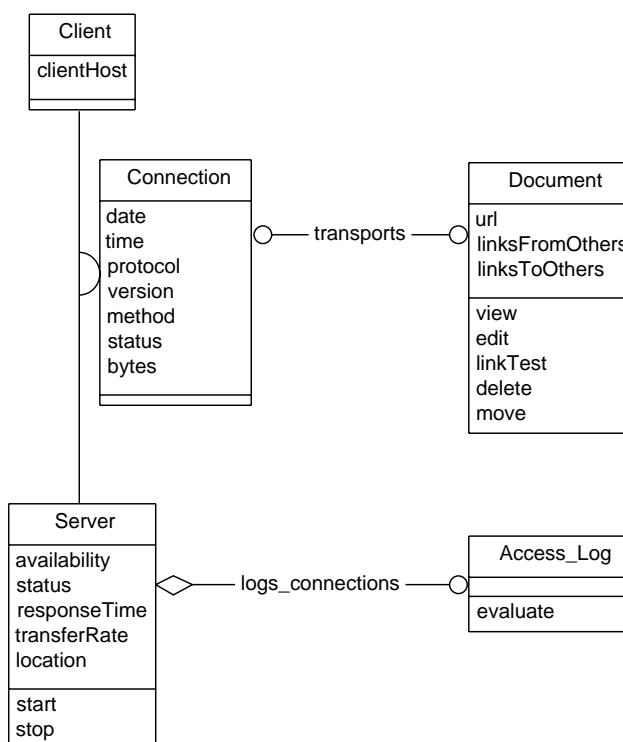 Client
clientHost
Connection
date
time
protocol
version
method
status
bytes
transports
Document
url
linksFromOthers
linksToOthers
view
edit
linkTest
delete
move
Server
availability
status
responseTime
transferRate
location
start
stop
logs_connections
Access_Log
evaluate